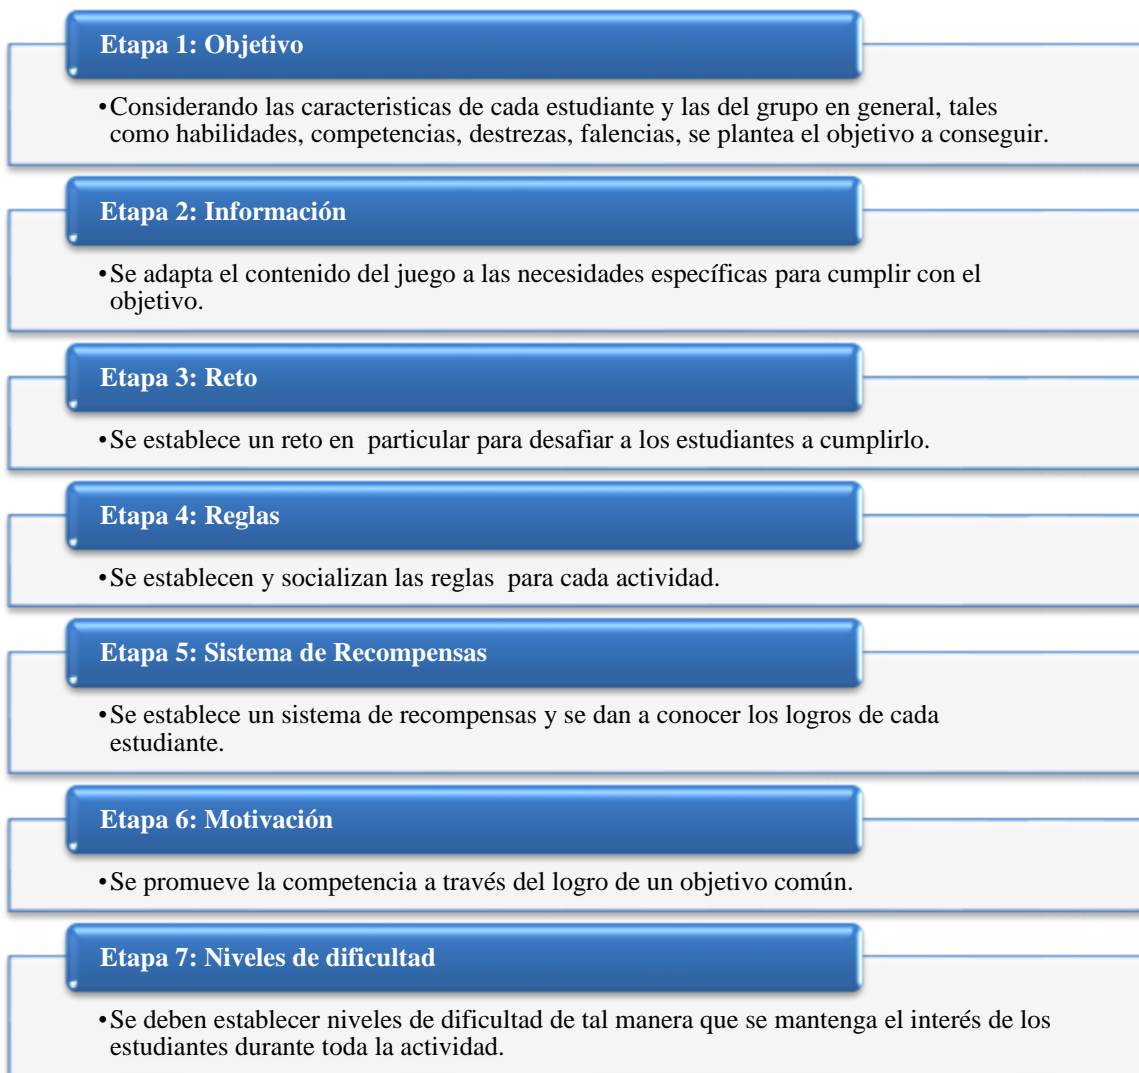 Etapa 1: Objetivo
•Considerando las caracteristicas de cada estudiante y las del grupo en general, tales
como habilidades, competencias, destrezas, falencias, se plantea el objetivo a conseguir.
Etapa 2: Información
•Se adapta el contenido del juego a las necesidades específicas para cumplir con el
objetivo.
Etapa 3: Reto
•Se establece un reto en  particular para desafiar a los estudiantes a cumplirlo.
Etapa 4: Reglas
•Se establecen y socializan las reglas  para cada actividad.
Etapa 5: Sistema de Recompensas
•Se establece un sistema de recompensas y se dan a conocer los logros de cada
estudiante.
Etapa 6: Motivación
•Se promueve la competencia a través del logro de un objetivo común.
Etapa 7: Niveles de dificultad
•Se deben establecer niveles de dificultad de tal manera que se mantenga el interés de los
estudiantes durante toda la actividad.